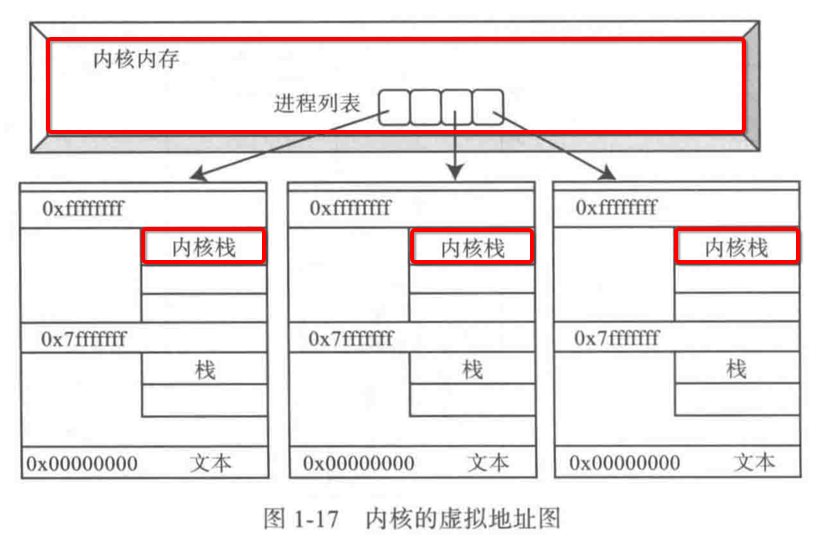 内核内存
进程列表
0xffffffff 0xffffffff 0xffffffff
内核栈 内核栈 内核栈
0x7fffffff 0x7fffffff 0x7fffffff
栈 栈 栈
0x00000000 文本 0x00000000 文本 0x00000000 文本
图 1-17 内核的虚拟地址图